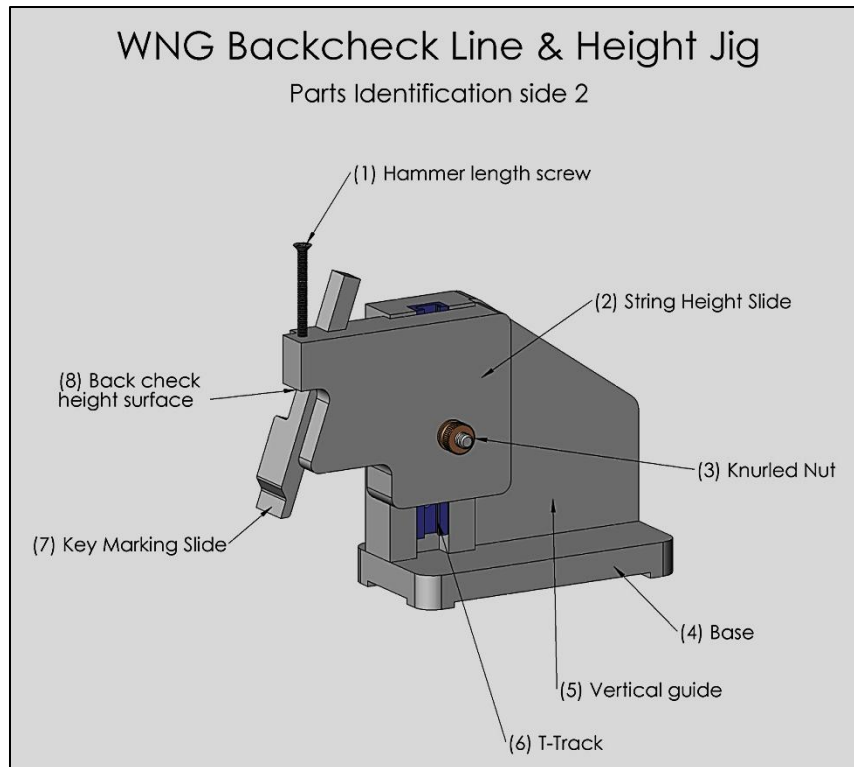 WNG Backcheck Line & Height Jig
Parts Identification side 2
(1) Hammer length screw
(2) String Height Slide
(8) Back check
height surface
(3) Knurled Nut
(7) Key Marking Slide
(4) Base
(5) Vertical guide
(6) T-Track